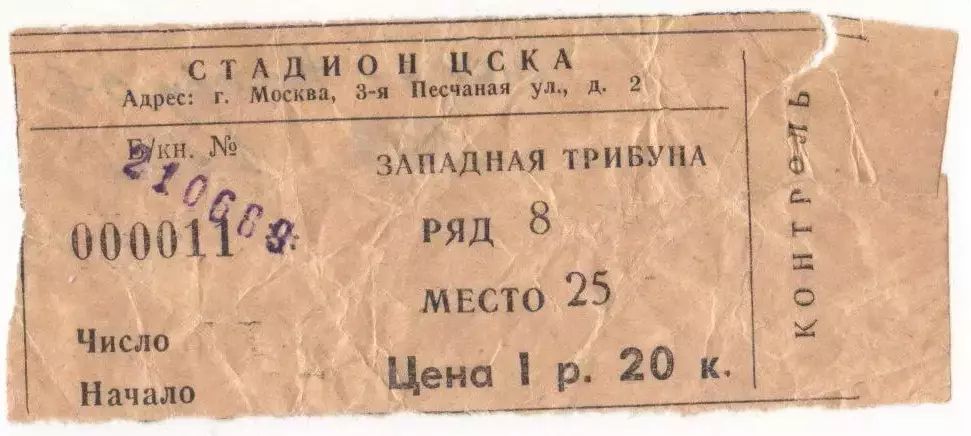 СТАДИОН ЦСКА
Адрес: г. Москва, 3-я Песчаная ул., д. 2
Б/кн. №
210689
000011 *
Число
Начало
ЗАПАДНАЯ ТРИБУНА
РЯД 8
МЕСТО 25
Цена 1 р. 20 к.
КОНТРОЛЬ